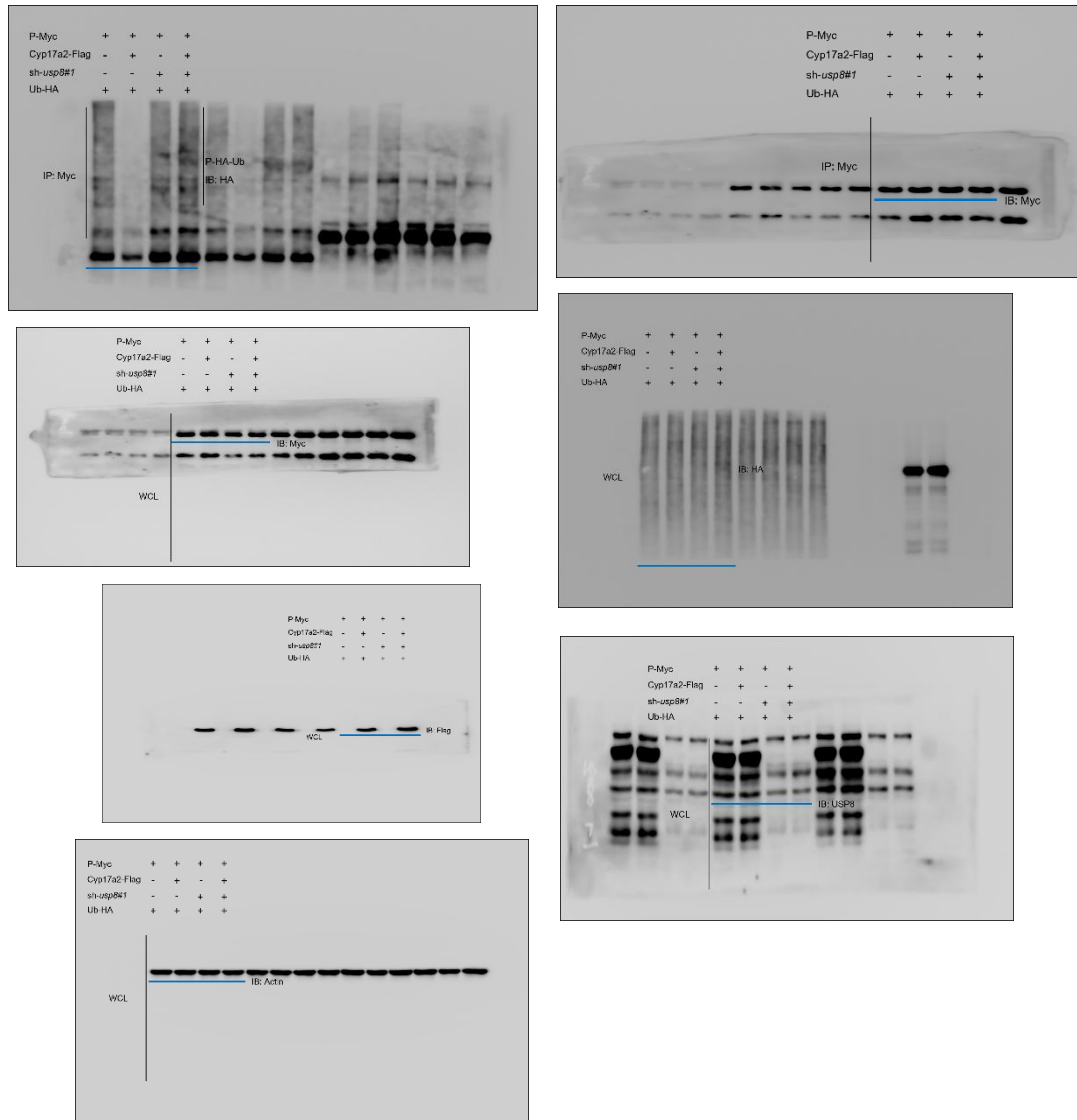 P-Myc + + + +
Cyp17a2-Flag - + - +
sh-usp8#1 - - + +
Ub-HA + + + +
P-HA-Ub
IP: Myc
IB: HA
P-Myc + + + +
Cyp17a2-Flag - + - +
sh-usp8#1 - - + +
Ub-HA + + + +
IP: Myc
IB: Myc
P-Myc + + + +
Cyp17a2-Flag - + - +
sh-usp8#1 - - + +
Ub-HA + + + +
IB: Myc
WCL
P-Myc + + + +
Cyp17a2-Flag - + - +
sh-usp8#1 - - + +
Ub-HA + + + +
IB: HA
WCL
P-Myc + + + +
Cyp17a2-Flag - + - +
sh-usp8#1 - - + +
Ub-HA + + + +
IB: Flag
WCL
P-Myc + + + +
Cyp17a2-Flag - + - +
sh-usp8#1 - - + +
Ub-HA + + + +
IB: USP8
WCL
P-Myc + + + +
Cyp17a2-Flag - + - +
sh-usp8#1 - - + +
Ub-HA + + + +
IB: Actin
WCL